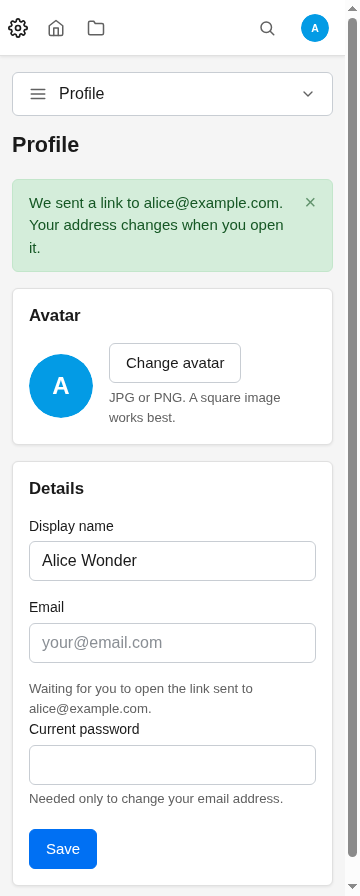 A
Profile
Profile
We sent a link to alice@example.com.
Your address changes when you open
it.
Avatar
A
Change avatar
JPG or PNG. A square image
works best.
Details
Display name
Alice Wonder
Email
your@email.com
Waiting for you to open the link sent to
alice@example.com.
Current password
Needed only to change your email address.
Save